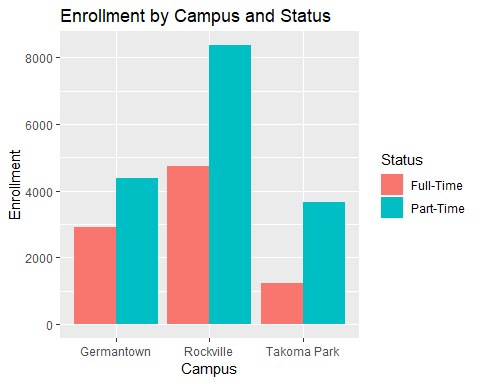 Enrollment by Campus and Status
Enrollment
8000
6000
4000
2000
0
Germantown Rockville Takoma Park
Campus
Status
Full-Time
Part-Time